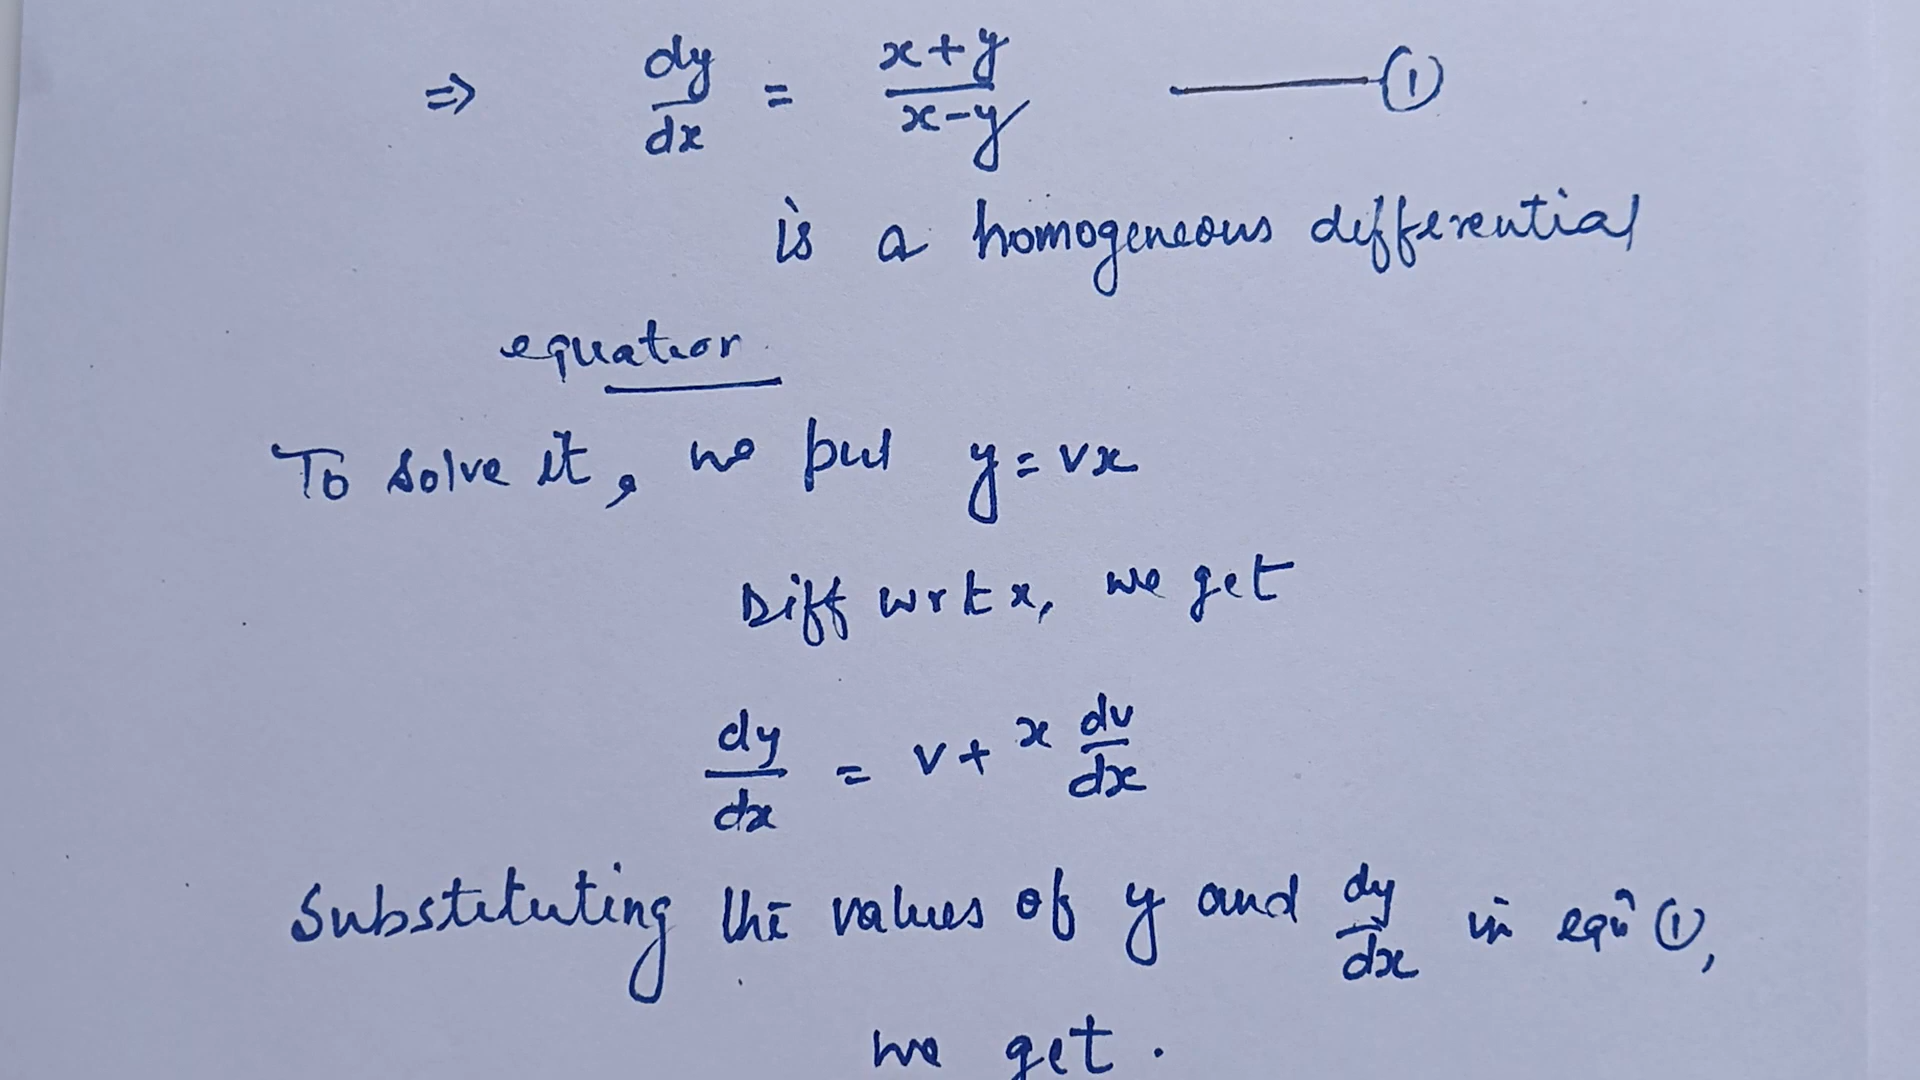 ⇒ dy/dx = x+y/x-y ——— ①
is a homogeneous differential
equation
To solve it, we put y = vx
Diff wrt x, we get
dy/dx = v + x dv/dx
Substituting the values of y and dy/dx in eqn ①,
we get.